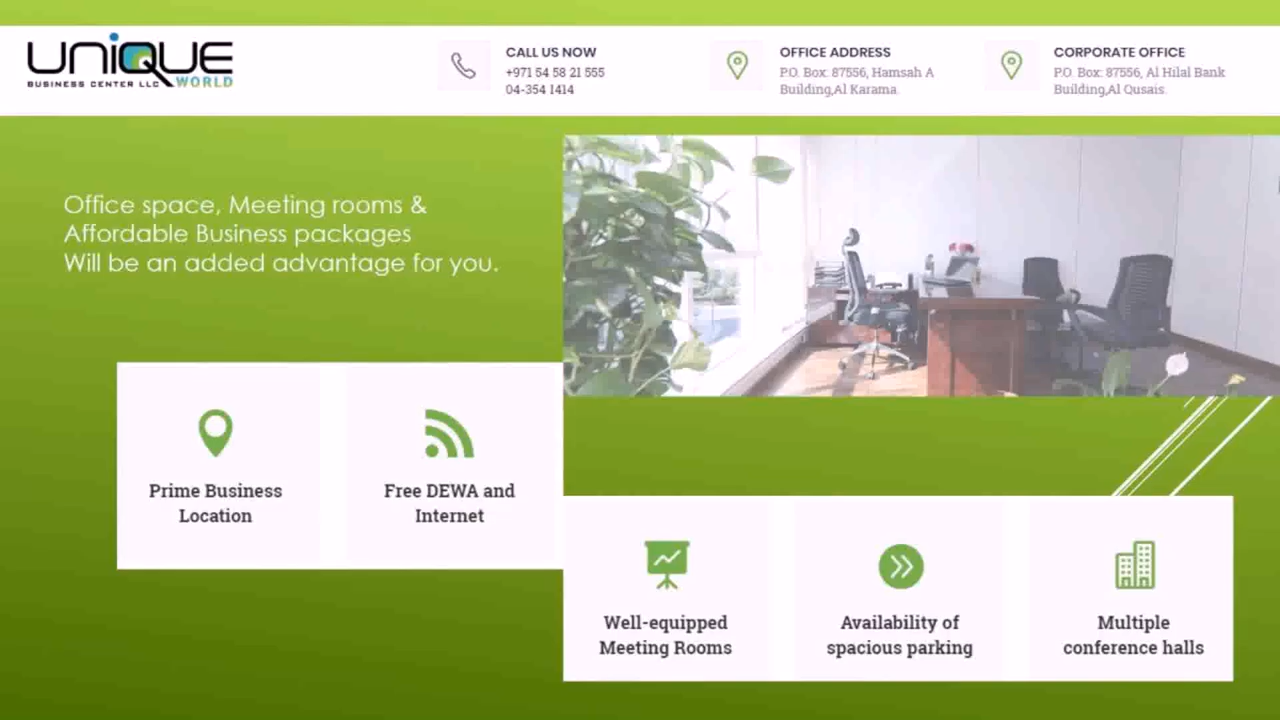 UNiQUE
BUSINESS CENTER LLC WORLD
CALL US NOW
+971 54 58 21 555
04-354 1414
OFFICE ADDRESS
P.O. Box: 87556, Hamsah A
Building,Al Karama.
CORPORATE OFFICE
P.O. Box: 87556, Al Hilal Bank
Building,Al Qusais.
Office space, Meeting rooms &
Affordable Business packages
Will be an added advantage for you.
Prime Business
Location
Free DEWA and
Internet
Well-equipped
Meeting Rooms
Availability of
spacious parking
Multiple
conference halls